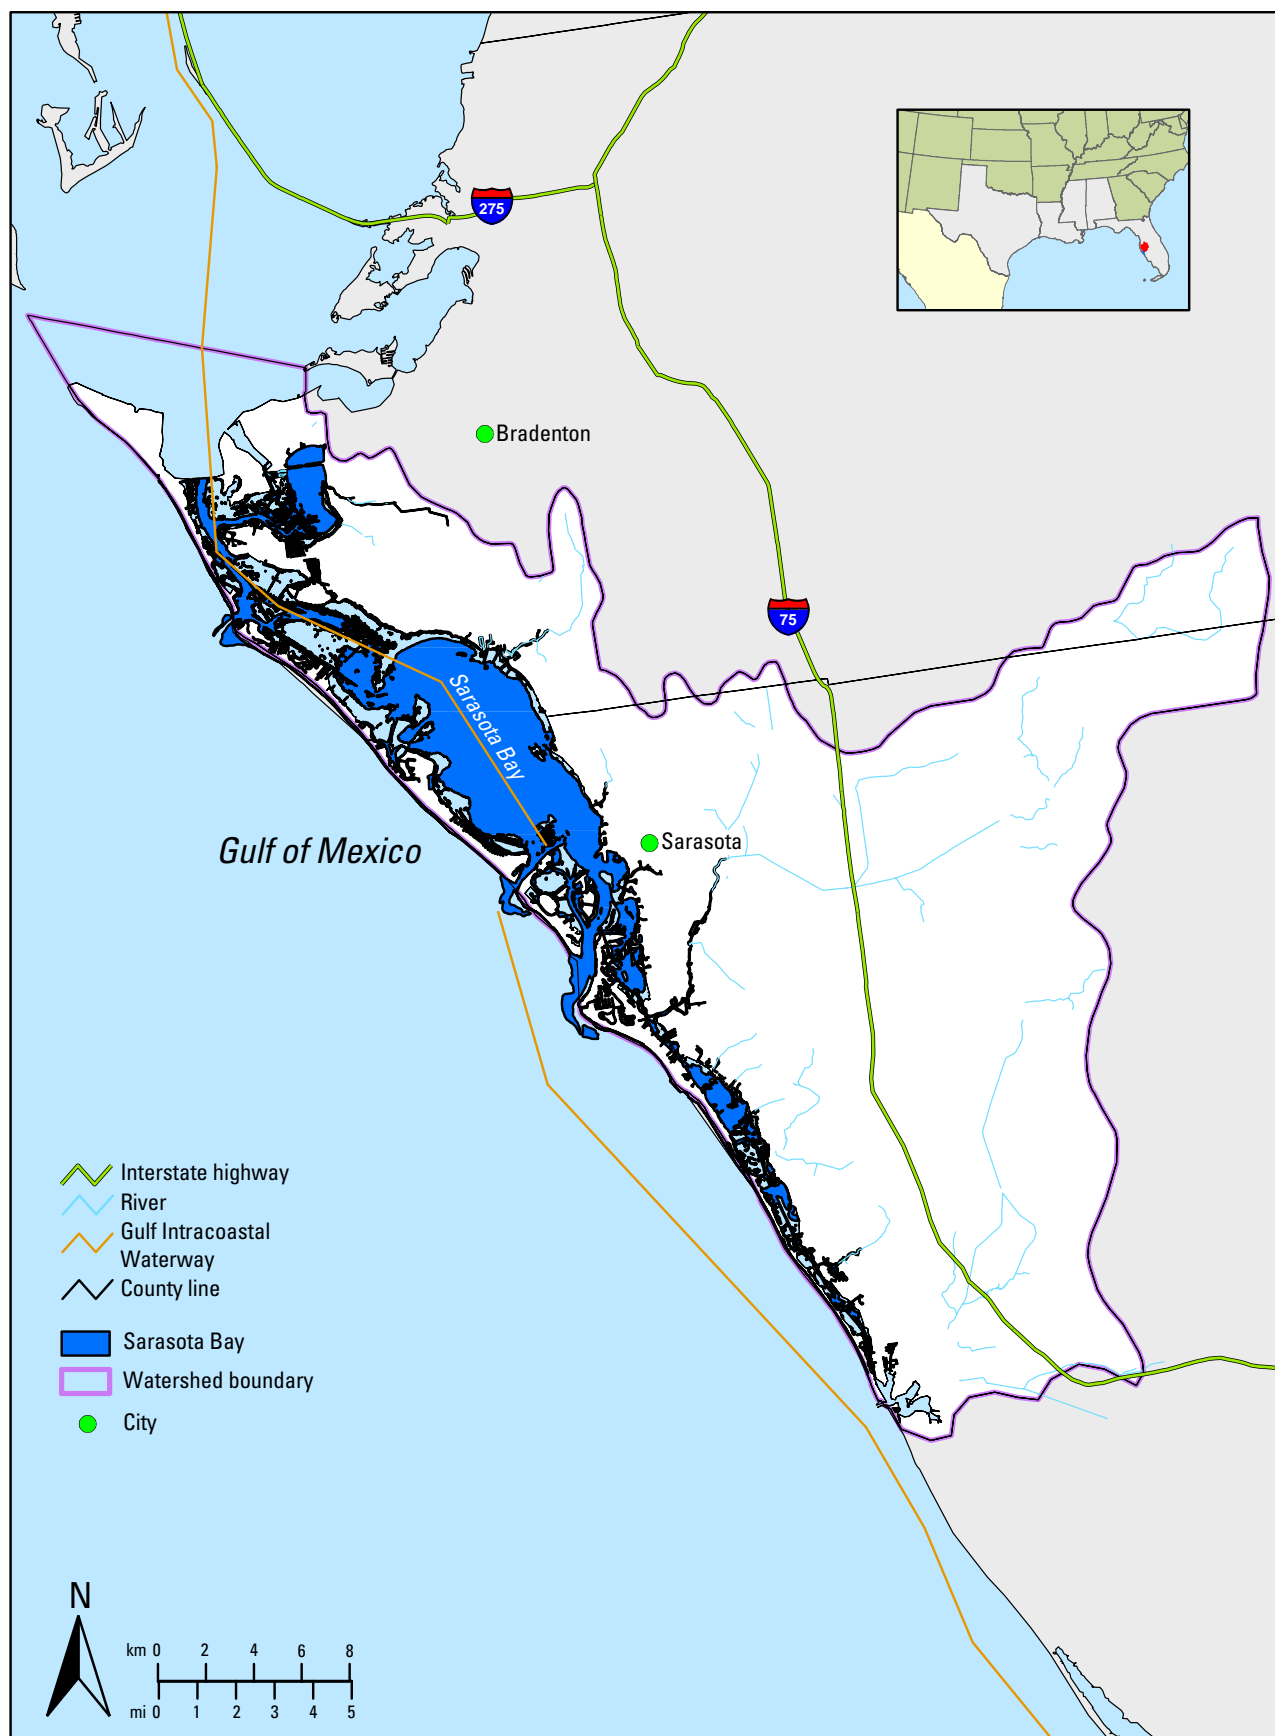 275
Bradenton
75
Sarasota Bay
Sarasota
Gulf of Mexico
Interstate highway
River
Gulf Intracoastal
Waterway
County line
Sarasota Bay
Watershed boundary
City
N
km 0 2 4 6 8
mi 0 1 2 3 4 5